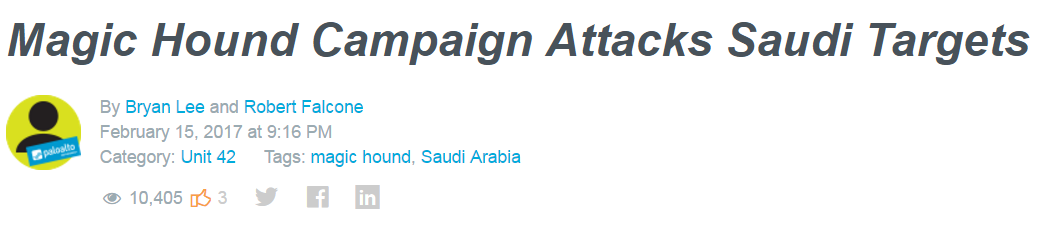 Magic Hound Campaign Attacks Saudi Targets
By Bryan Lee and Robert Falcone
February 15, 2017 at 9:16 PM
Category: Unit 42 Tags: magic hound, Saudi Arabia
paloalto
10,405 3